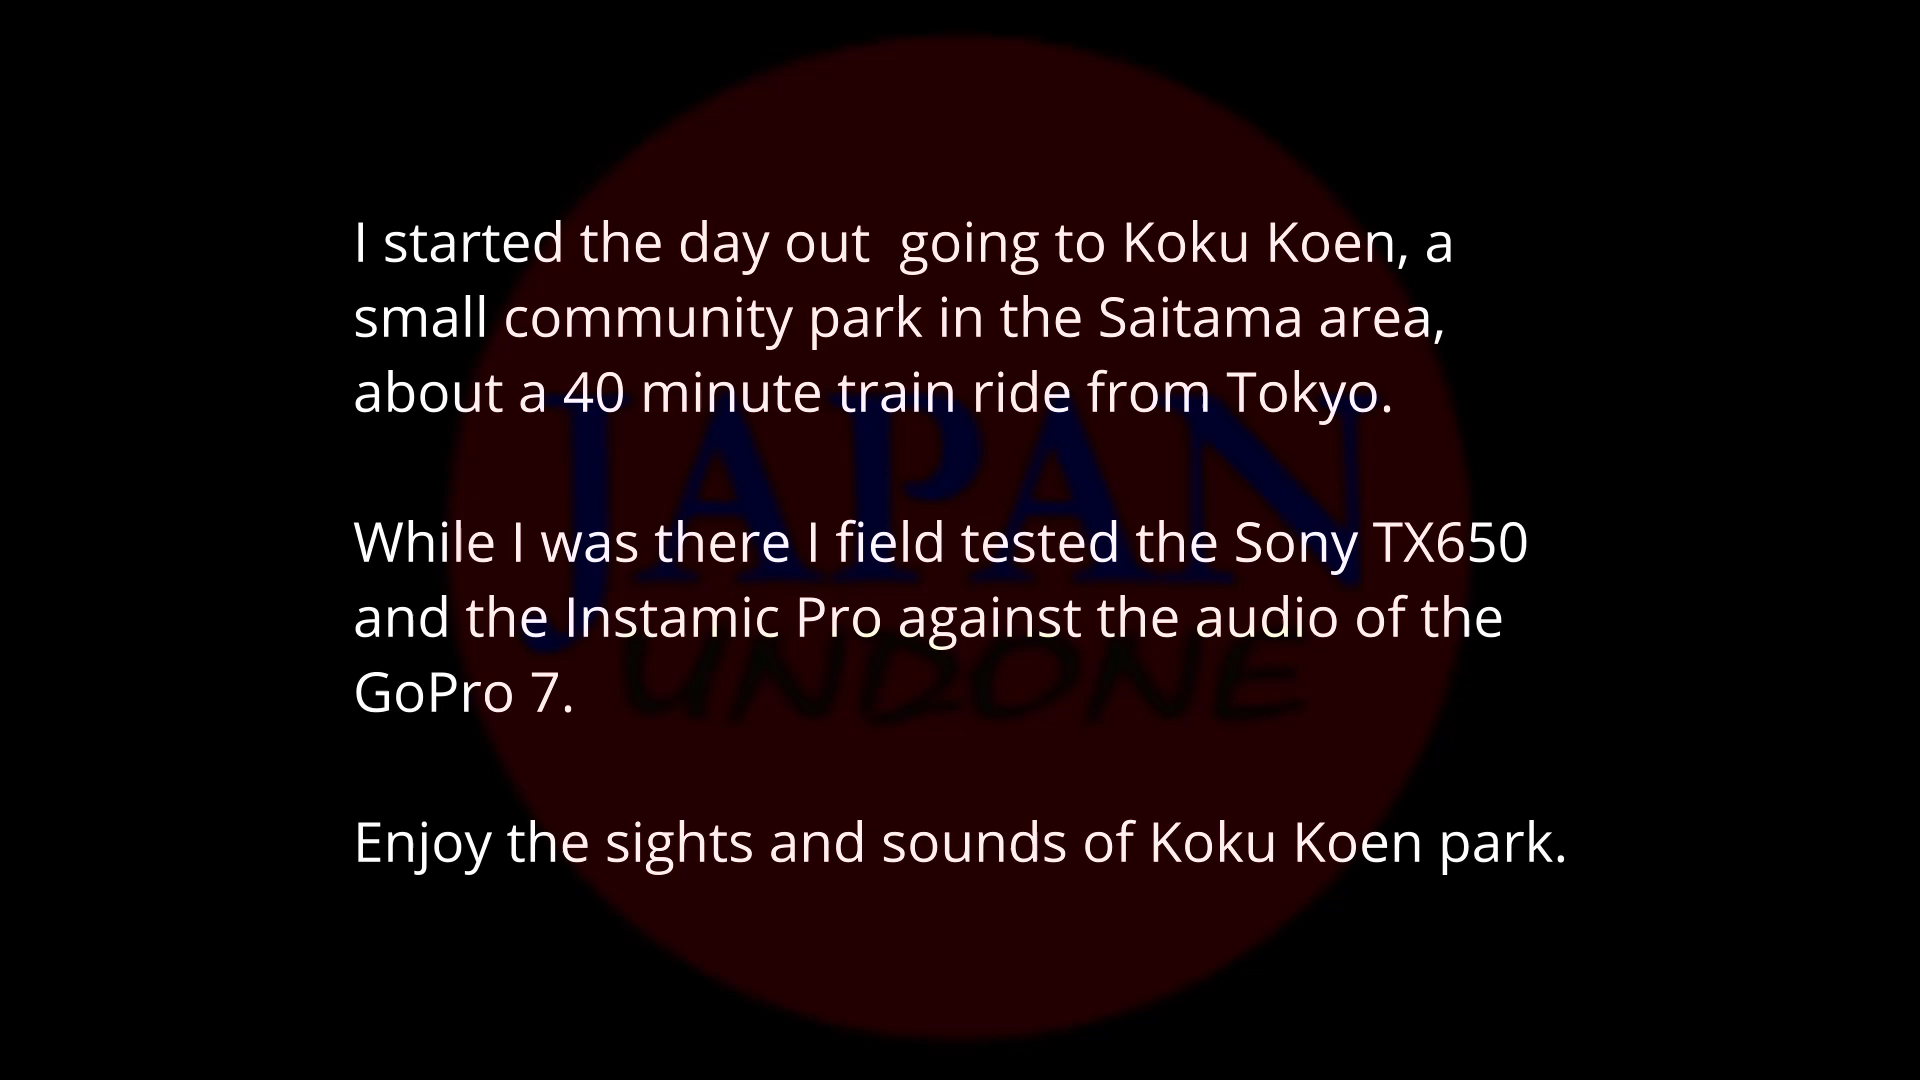 I started the day out  going to Koku Koen, a
small community park in the Saitama area,
about a 40 minute train ride from Tokyo.
While I was there I field tested the Sony TX650
and the Instamic Pro against the audio of the
GoPro 7.
Enjoy the sights and sounds of Koku Koen park.
JAPAN
UNDONE